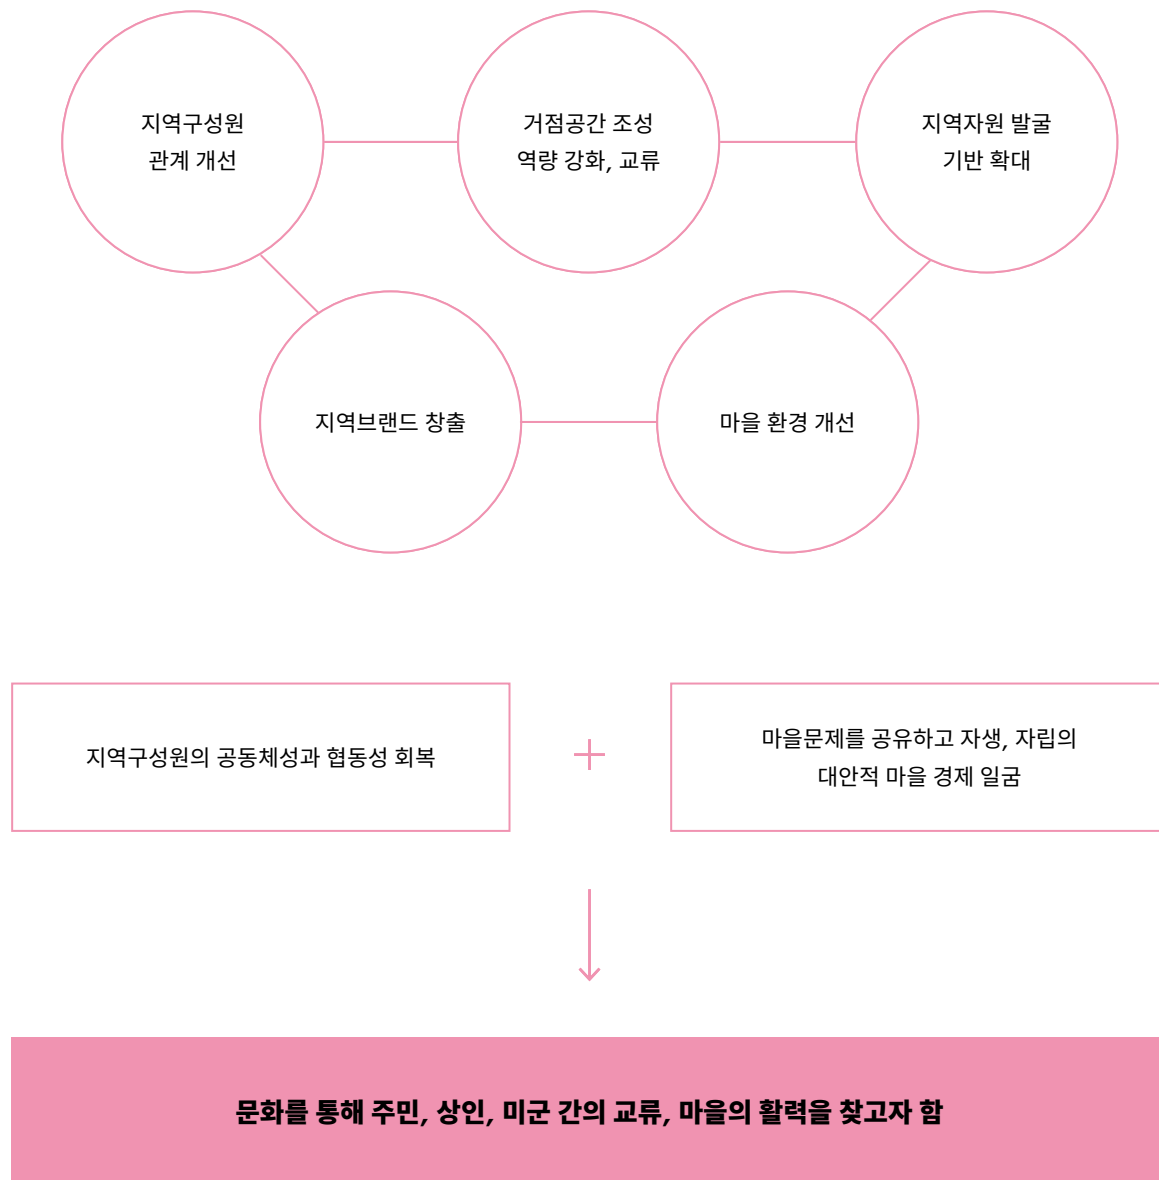 지역구성원
관계 개선
거점공간 조성
역량 강화, 교류
지역자원 발굴
기반 확대
지역브랜드 창출
마을 환경 개선
지역구성원의 공동체성과 협동성 회복
+
마을문제를 공유하고 자생, 자립의
대안적 마을 경제 일굼
문화를 통해 주민, 상인, 미군 간의 교류, 마을의 활력을 찾고자 함